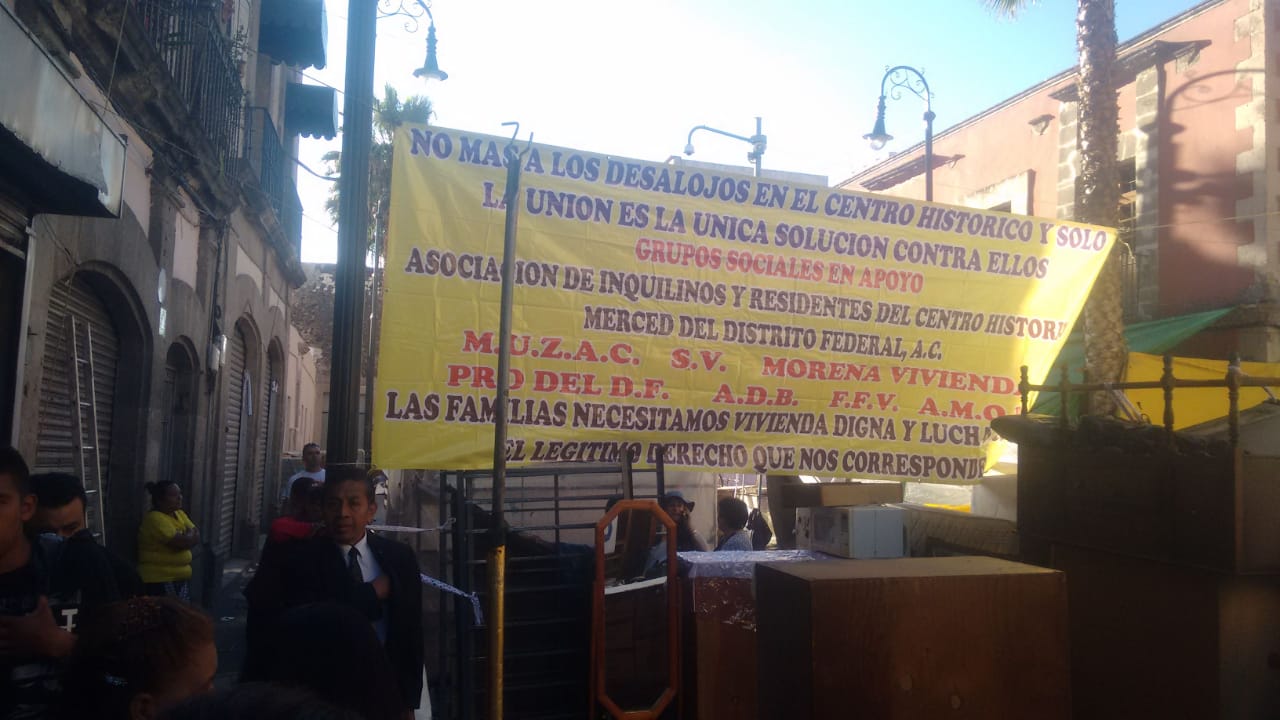 NO MAS A LOS DESALOJOS EN EL CENTRO HISTORICO Y SOLO
LA UNION ES LA UNICA SOLUCION CONTRA ELLOS
GRUPOS SOCIALES EN APOYO
ASOCIACION DE INQUILINOS Y RESIDENTES DEL CENTRO HISTORI
MERCED DEL DISTRITO FEDERAL, A.C.
M.U.Z.A.C. S.V. MORENA VIVIENDA
PRO DEL D.F. A.D.B. F.F.V. A.M.O.
LAS FAMILIAS NECESITAMOS VIVIENDA DIGNA Y LUCHA
EL LEGITIMO DERECHO QUE NOS CORRESPONDE